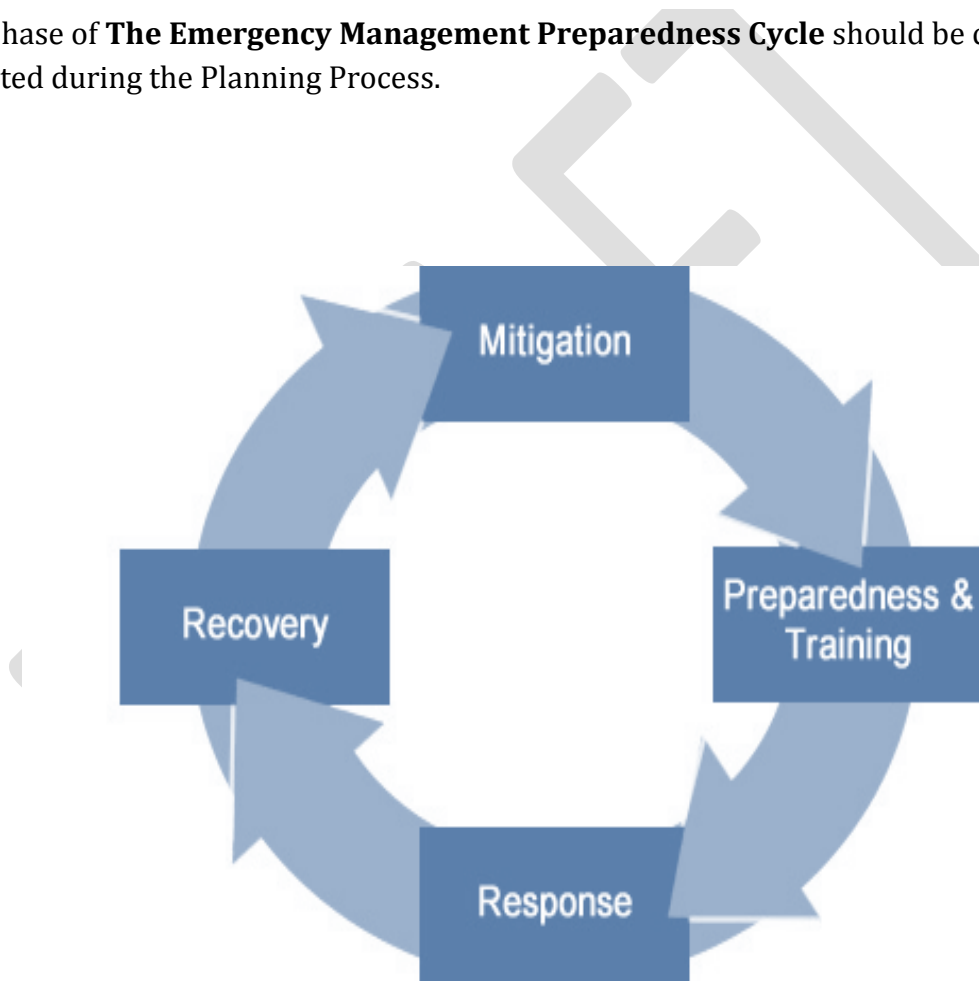 hase of The Emergency Management Preparedness Cycle should be
ted during the Planning Process.
Mitigation
Recovery
Preparedness &
Training
Response